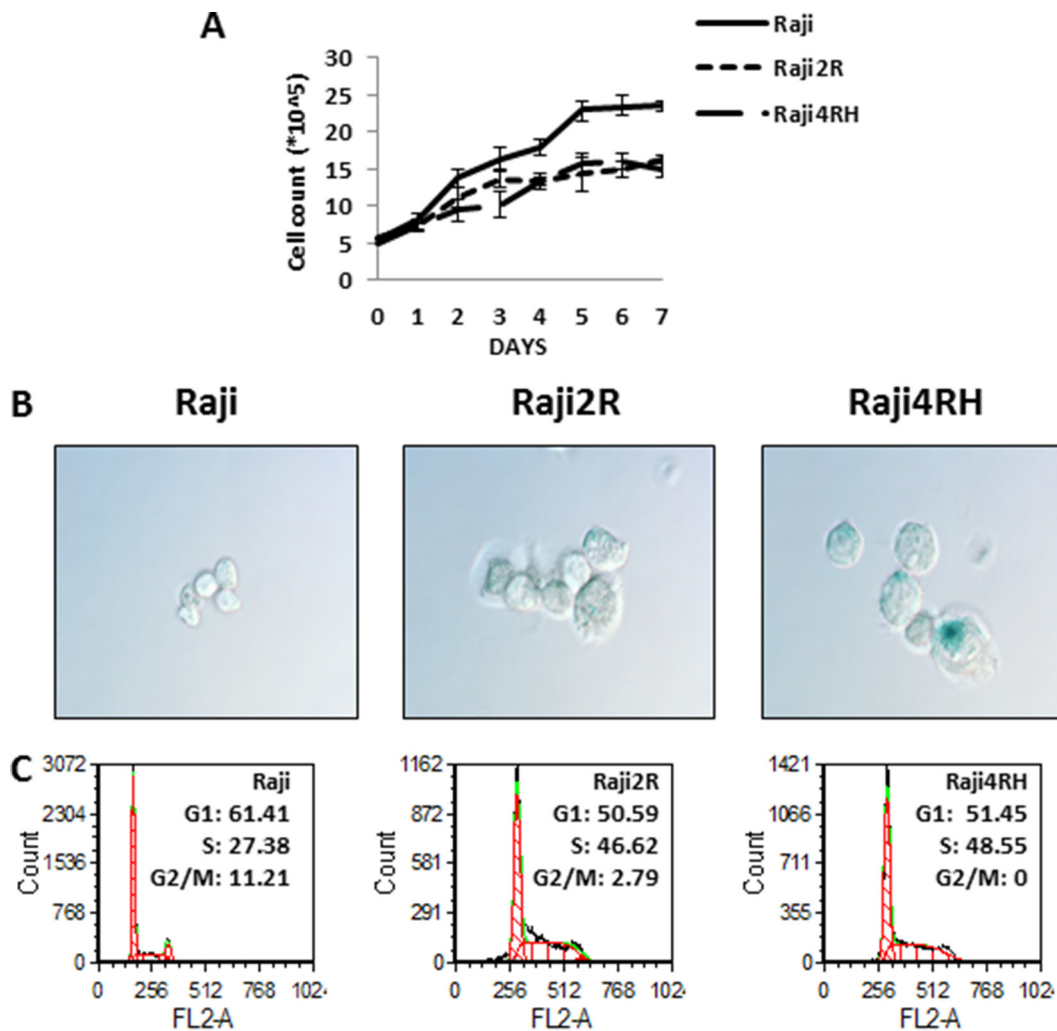 A
Raji
Raji2R
Raji4RH
Cell count (*10^5)
30
25
20
15
10
5
0
0 1 2 3 4 5 6 7
DAYS
B
Raji Raji2R Raji4RH
C
3072
2304
1536
768
0
Count
Raji
G1: 61.41
S: 27.38
G2/M: 11.21
0 256 512 768 1024
FL2-A
1162
872
581
291
0
Count
Raji2R
G1: 50.59
S: 46.62
G2/M: 2.79
0 256 512 768 1024
FL2-A
1421
1066
711
355
0
Count
Raji4RH
G1: 51.45
S: 48.55
G2/M: 0
0 256 512 768 1024
FL2-A